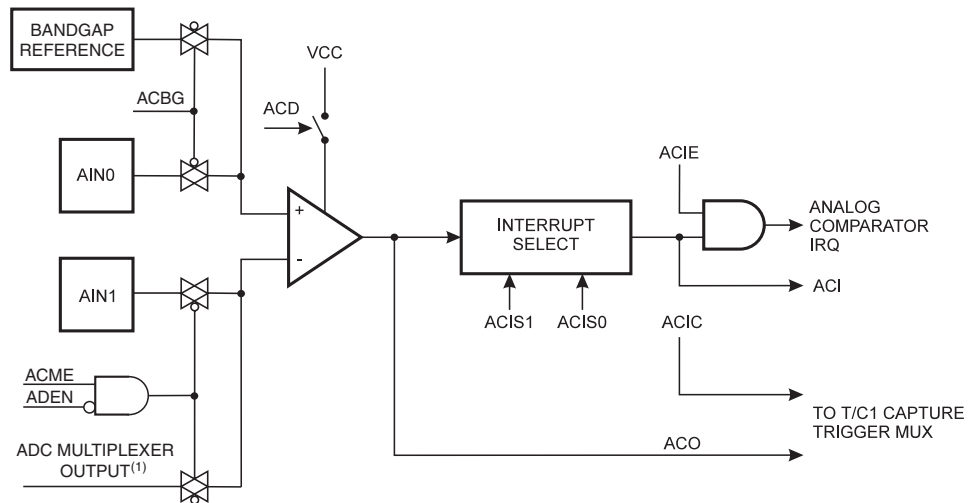 BANDGAP
REFERENCE
VCC
ACBG
ACD
AIN0
ACIE
+
-
INTERRUPT
SELECT
ANALOG
COMPARATOR
IRQ
AIN1
ACI
ACIS1
ACIS0
ACIC
ACME
ADEN
TO T/C1 CAPTURE
TRIGGER MUX
ADC MULTIPLEXER
OUTPUT(1)
ACO